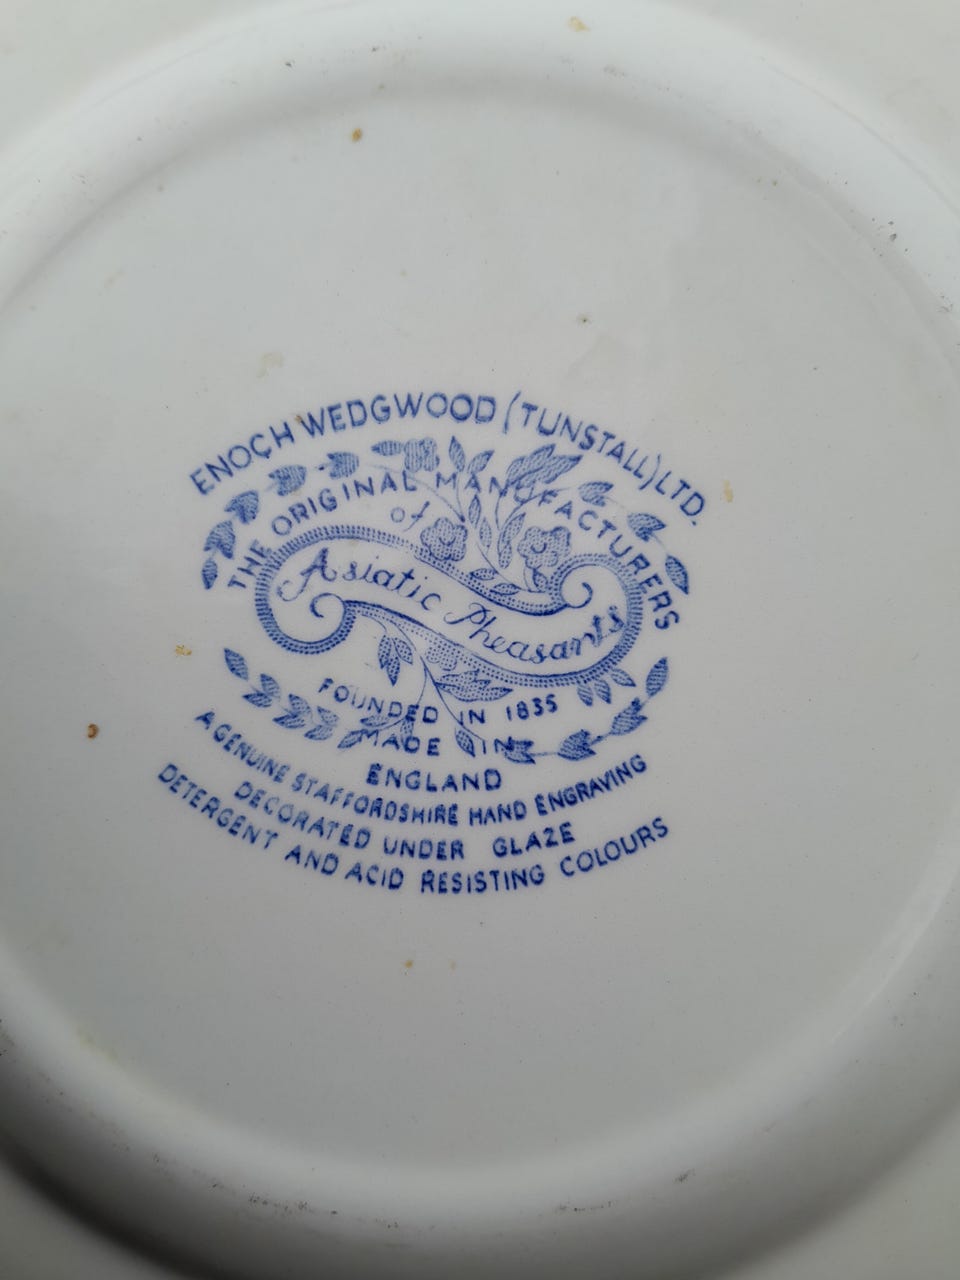 ENOCH WEDGWOOD (TUNSTALL) LTD.
THE ORIGINAL MANUFACTURERS
of
Asiatic Pheasants
FOUNDED IN 1835
MADE IN
ENGLAND
A GENUINE STAFFORDSHIRE HAND ENGRAVING
DECORATED UNDER GLAZE
DETERGENT AND ACID RESISTING COLOURS